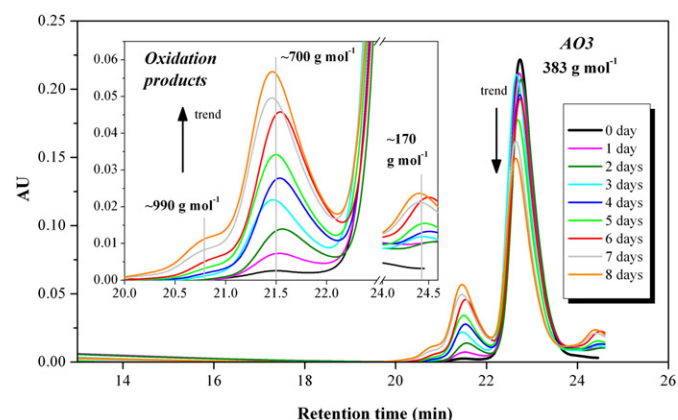 AU
0.25
0.20
0.15
0.10
0.05
0.00
14
16
18
20
22
24
26
Retention time (min)
0.06
0.05
0.04
0.03
0.02
0.01
0.00
20.0
20.5
21.0
21.5
22.0
24.0
24.5
Oxidation
products
trend
~990 g mol⁻¹
~700 g mol⁻¹
~170
g mol⁻¹
AO3
383 g mol⁻¹
trend
0 day
1 day
2 days
3 days
4 days
5 days
6 days
7 days
8 days